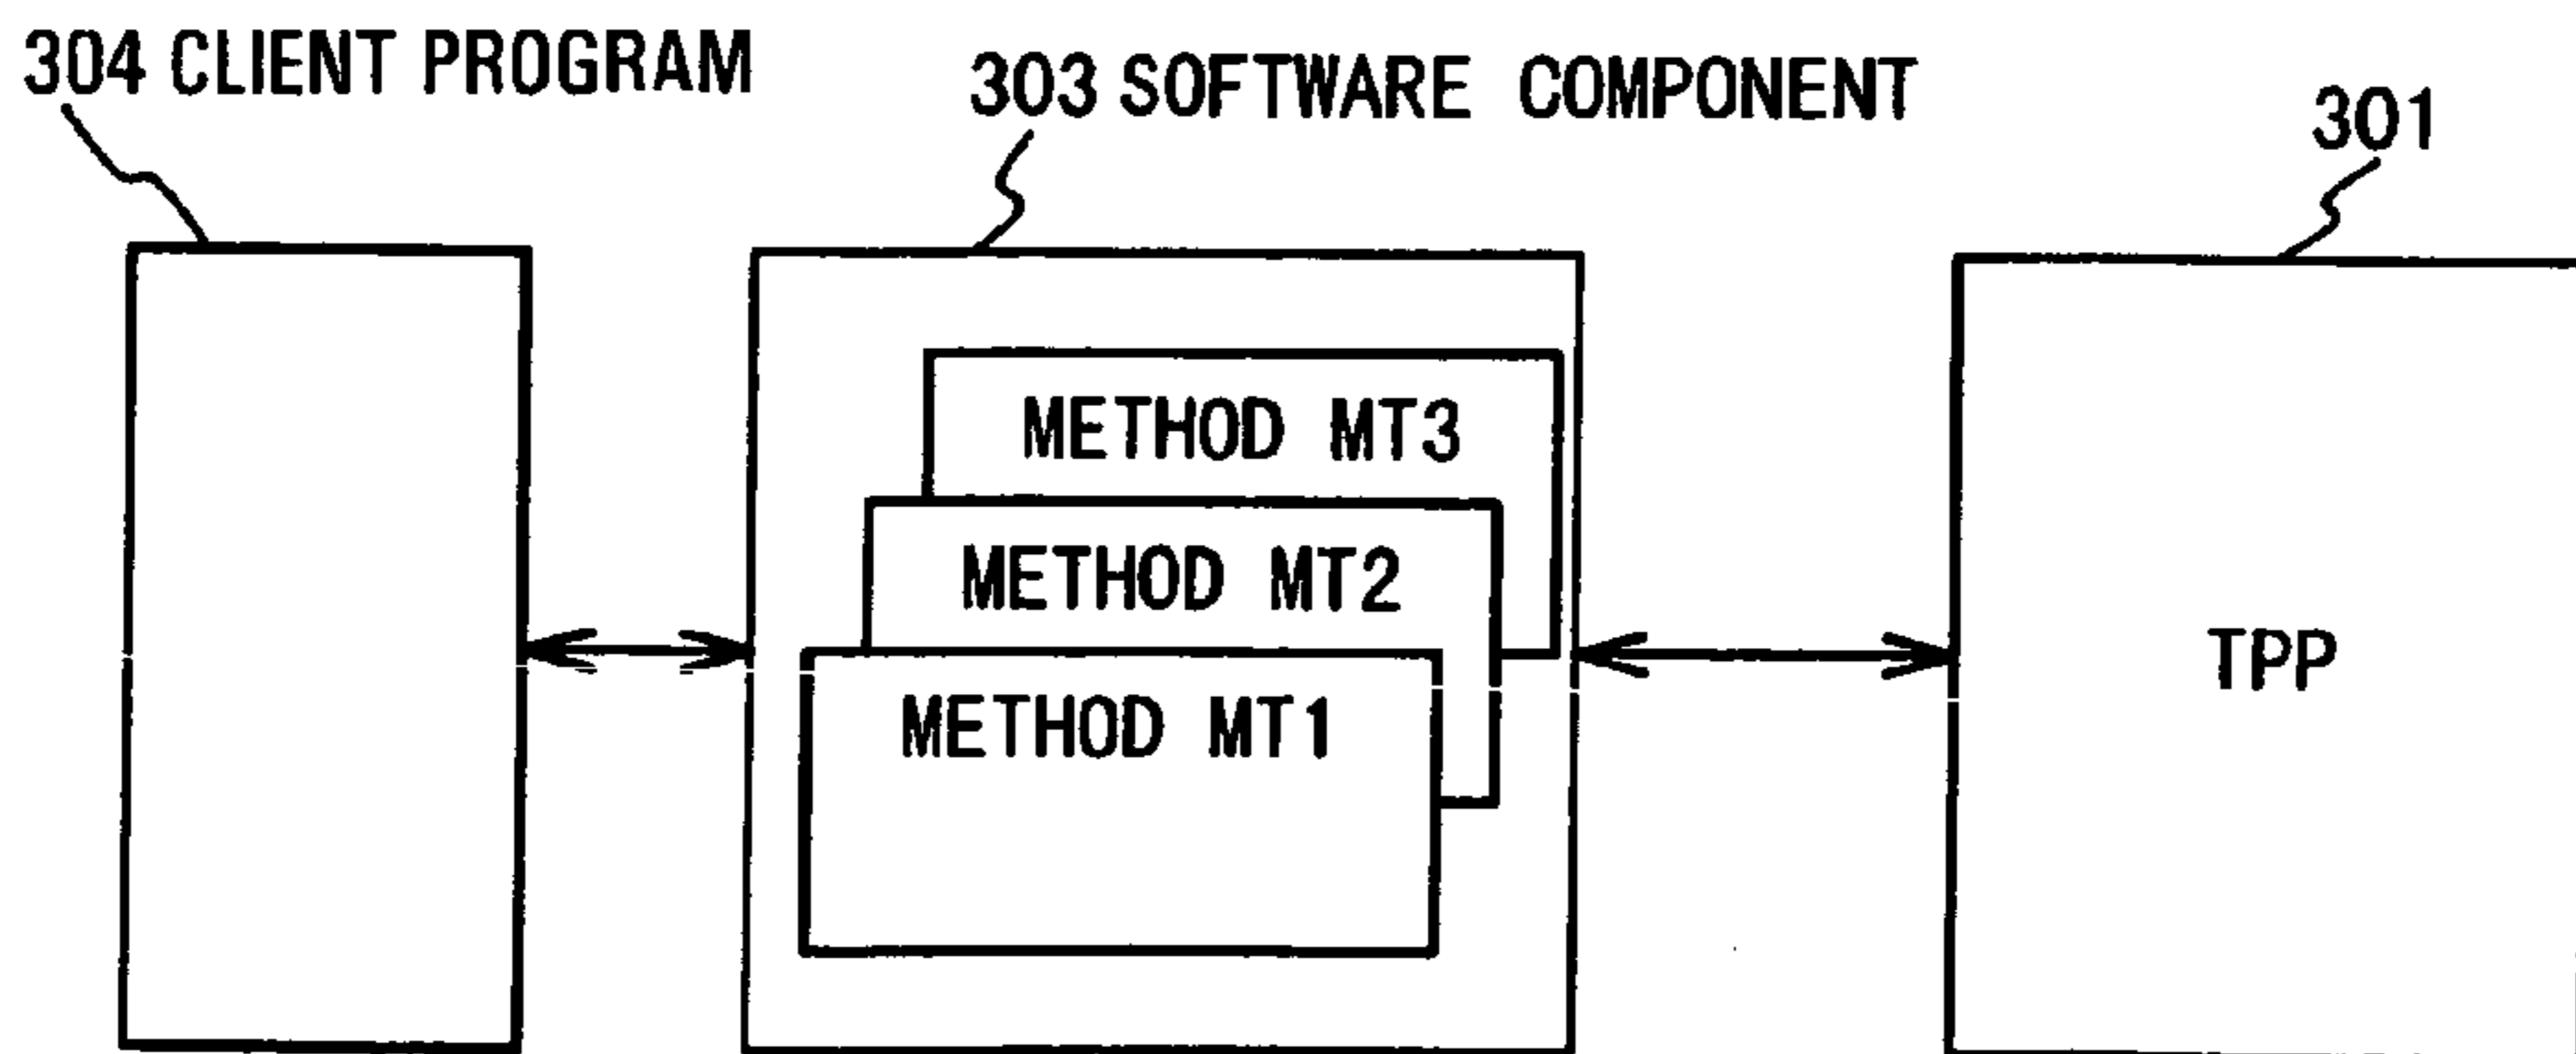 304 CLIENT PROGRAM
303 SOFTWARE COMPONENT
301
METHOD MT3
METHOD MT2
METHOD MT1
TPP